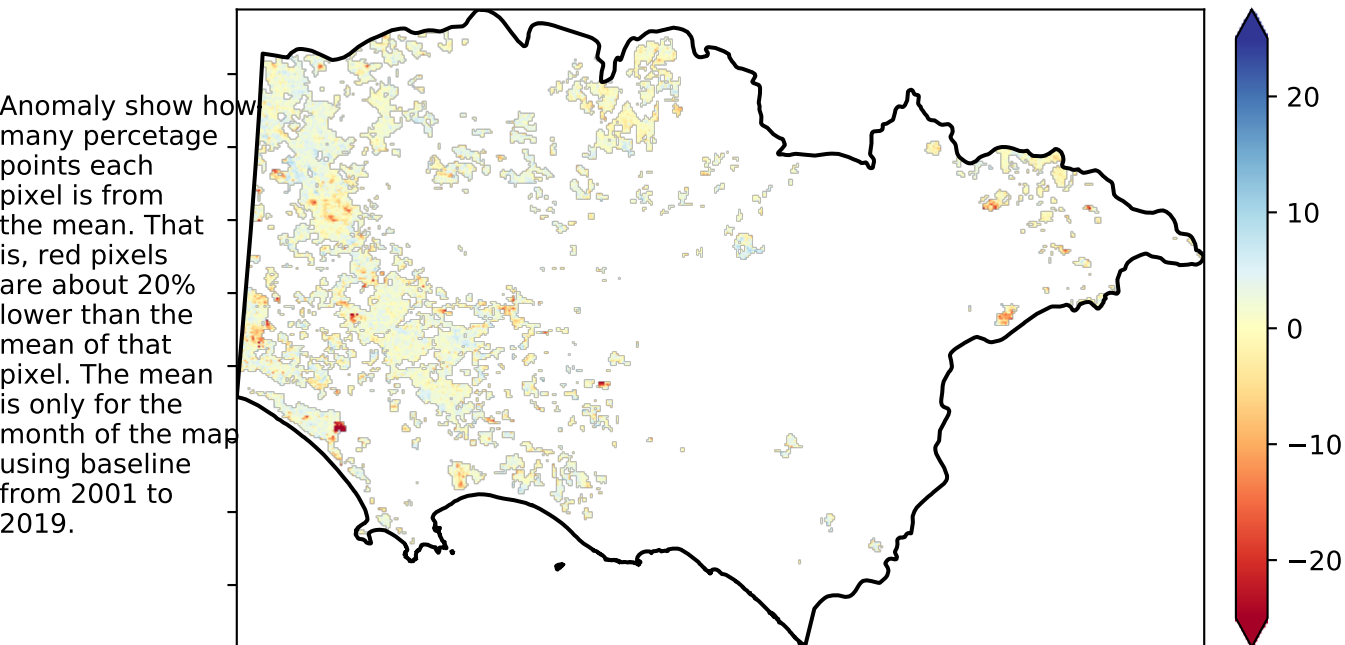 Anomaly show how
many percetage
points each
pixel is from
the mean. That
is, red pixels
are about 20%
lower than the
mean of that
pixel. The mean
is only for the
month of the map
using baseline
from 2001 to
2019.
20
10
0
−10
−20